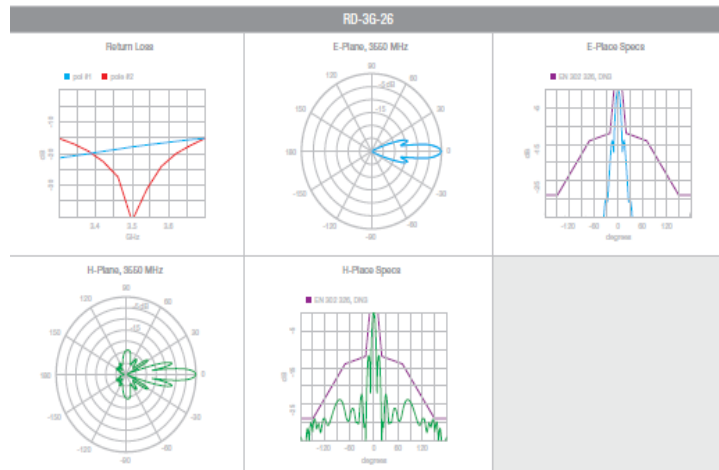 RD-3G-26
Return Loss
pol #1
pole #2
dB
3.4
3.5
GHz
E-Plane, 3550 MHz
90
120
60
150
30
180
0
-150
-30
-120
-60
-90
E-Place Specs
EN 302 326, DN3
dB
-120
-60
0
60
120
degrees
H-Plane, 3550 MHz
90
120
60
150
30
180
0
-150
-30
-120
-60
-90
H-Place Specs
EN 302 326, DN3
dB
-120
-60
0
60
120
degrees